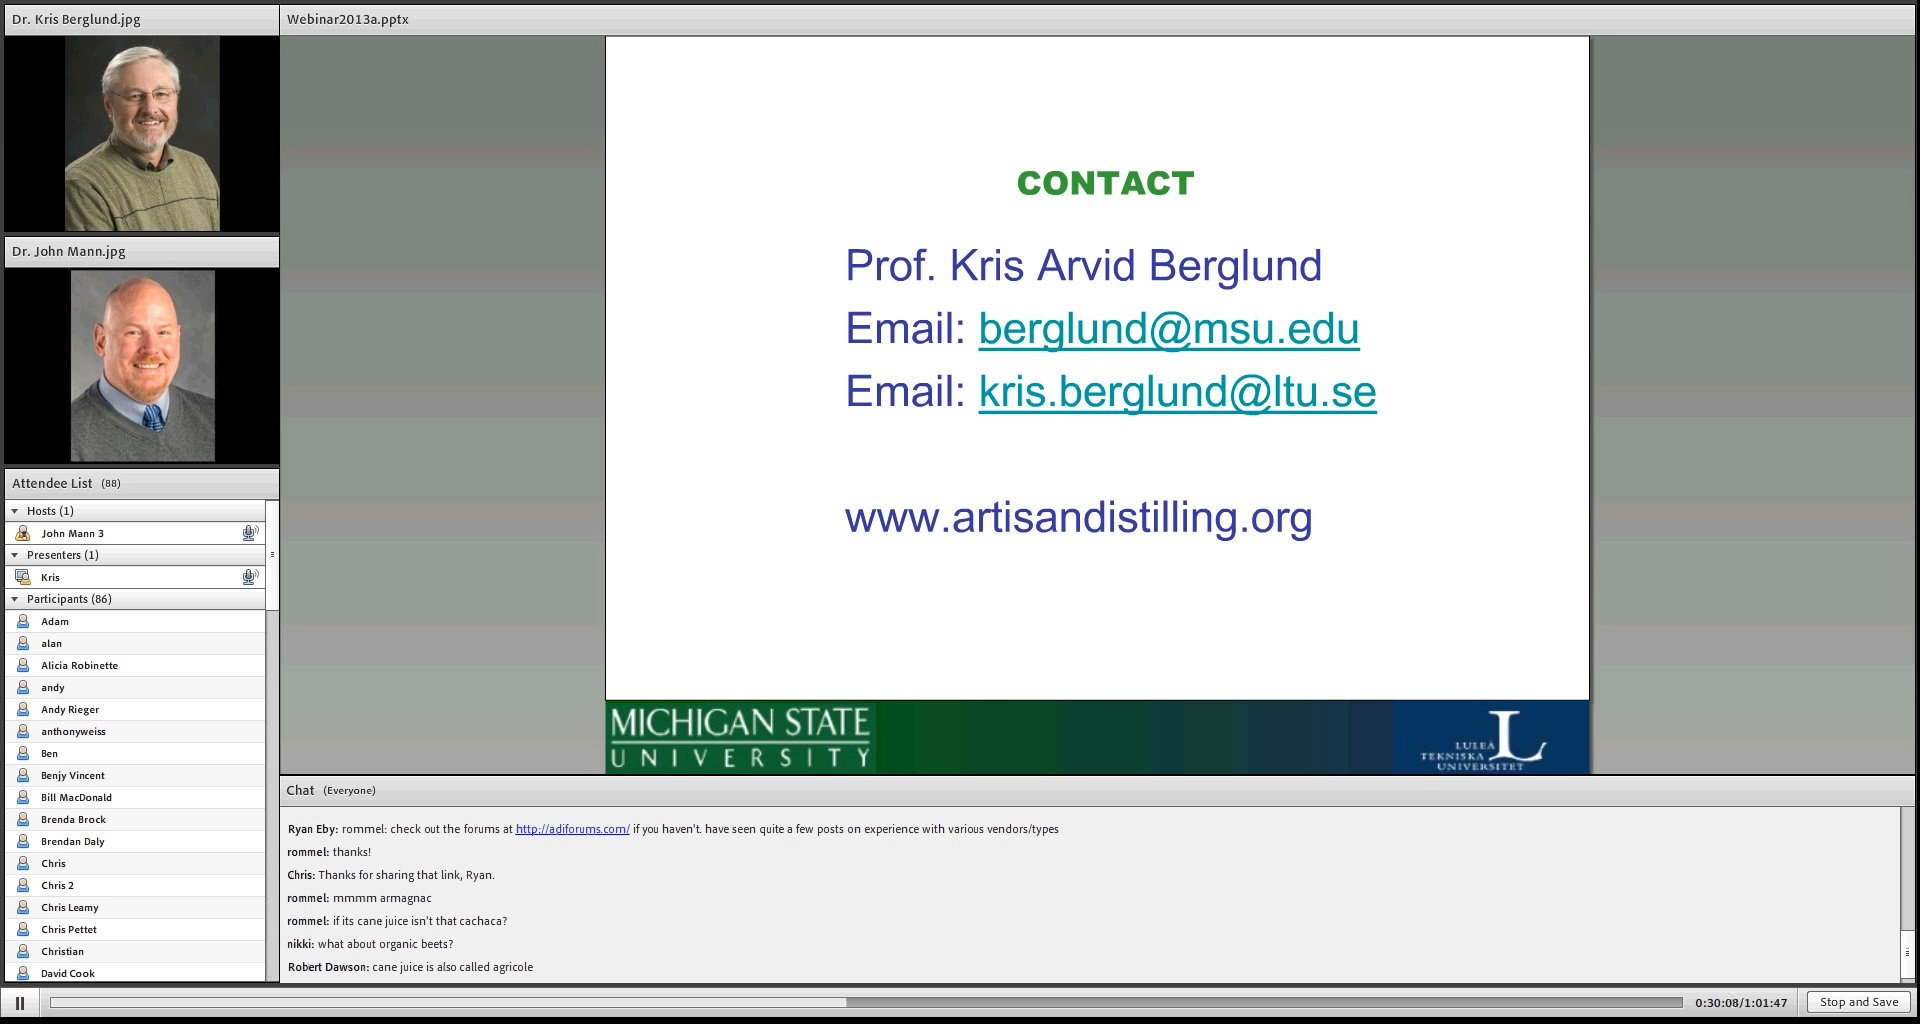 Dr. Kris Berglund.jpg
Webinar2013a.pptx
CONTACT
Prof. Kris Arvid Berglund
Email: berglund@msu.edu
Email: kris.berglund@ltu.se
www.artisandistilling.org
MICHIGAN STATE
UNIVERSITY
LULEÅ
TEKNISKA
UNIVERSITET
Dr. John Mann.jpg
Attendee List (88)
Hosts (1)
John Mann 3
Presenters (1)
Kris
Participants (86)
Adam
alan
Alicia Robinette
andy
Andy Rieger
anthonyweiss
Ben
Benjy Vincent
Bill MacDonald
Brenda Brock
Brendan Daly
Chris
Chris 2
Chris Leamy
Chris Pettet
Christian
David Cook
Chat (Everyone)
Ryan Eby: rommel: check out the forums at http://adiforums.com/ if you haven't. have seen quite a few posts on experience with various vendors/types
rommel: thanks!
Chris: Thanks for sharing that link, Ryan.
rommel: mmmm armagnac
rommel: if its cane juice isn't that cachaca?
nikki: what about organic beets?
Robert Dawson: cane juice is also called agricole
0:30:08/1:01:47
Stop and Save